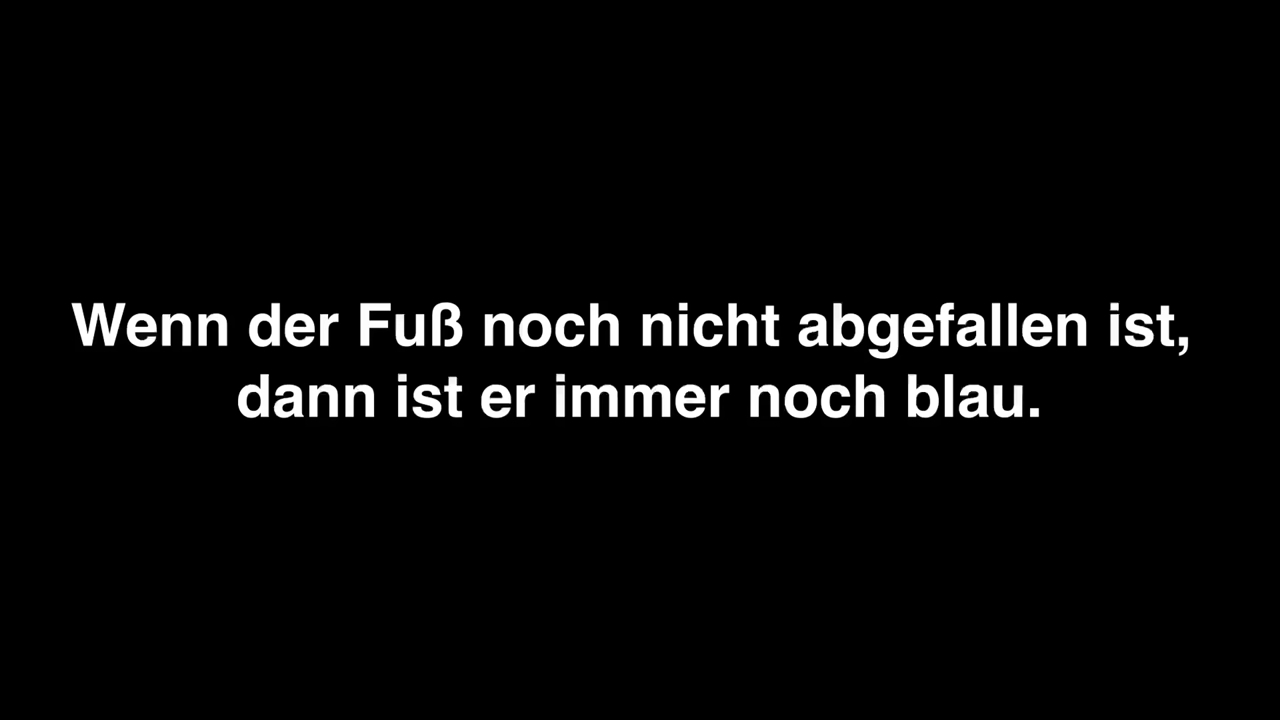 Wenn der Fuß noch nicht abgefallen ist,
dann ist er immer noch blau.